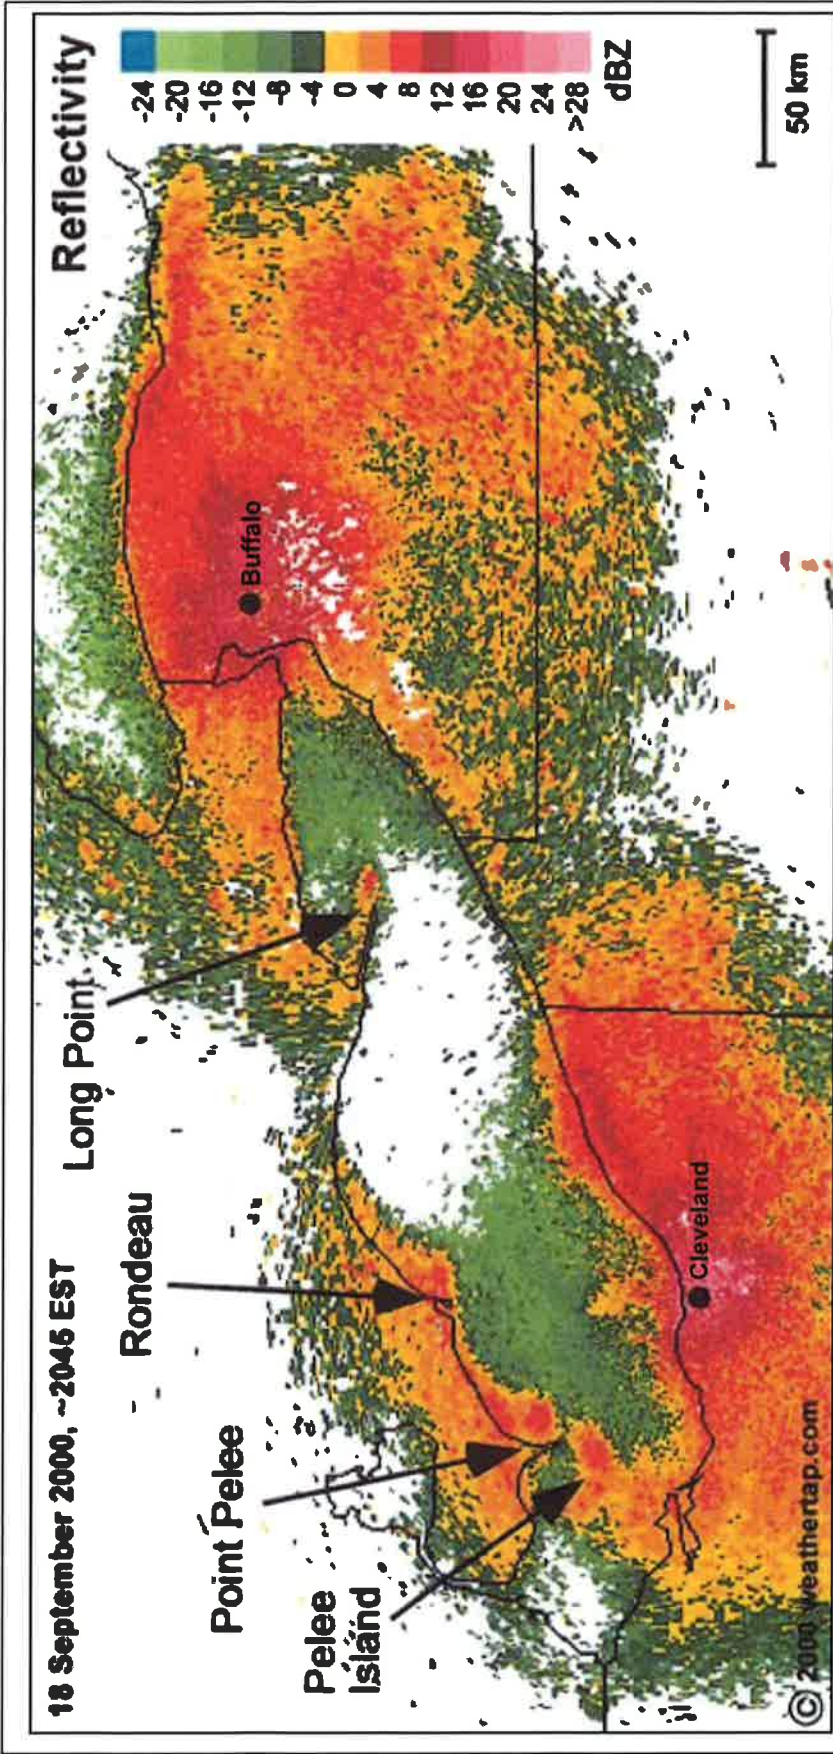 18 September 2000, ~2045 EST
Reflectivity
-24
-20
-16
-12
-8
-4
0
4
8
12
16
20
24
>28
dBZ
50 km
Long Point
Rondeau
Point Pelee
Pelee
Island
Buffalo
Cleveland
© 2000 weathertap.com